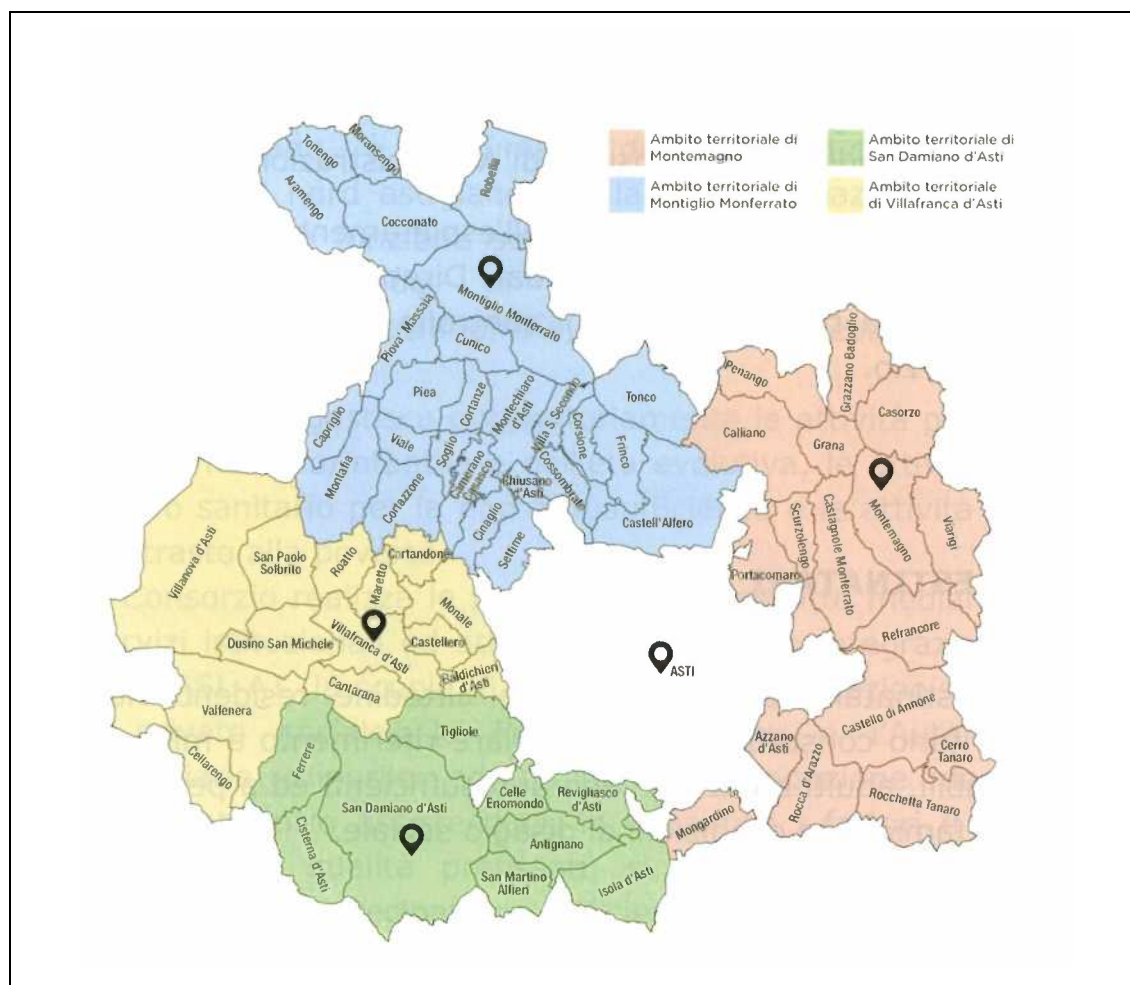 Ambito territoriale di
Montemagno
Ambito territoriale di
San Damiano d'Asti
Ambito territoriale di
Montiglio Monferrato
Ambito territoriale
di Villafranca d'Asti
Tonengo
Moransengo
Aramengo
Cocconato
Robella
Montiglio Monferrato
Piova' Massaia
Cunico
Piea
Cortanze
Montechiaro
d'Asti
Villa S. Secondo
Corsione
Tonco
Frinco
Cossombrato
Capriglio
Viale
Soglio
Camerano
Casasco
Montafia
Cortazzone
Chiusano
d'Asti
Cinaglio
Settime
Castell'Alfero
Penango
Grazzano Badoglio
Casorzo
Calliano
Grana
Montemagno
Viarigi
Scurzolengo
Castagnole Monferrato
Portacomaro
Refrancore
Villanova d'Asti
San Paolo
Solbrito
Roatto
Maretto
Cortandone
Monale
Dusino San Michele
Villafranca d'Asti
Castellero
Baldichieri
d'Asti
Cantarana
Valfenera
Cellarengo
ASTI
Ferrere
Tigliole
San Damiano d'Asti
Cisterna d'Asti
Celle
Enomondo
Revigliasco
d'Asti
Antignano
San Martino
Alfieri
Isola d'Asti
Mongardino
Azzano
d'Asti
Rocca d'Arazzo
Castello di Annone
Cerro
Tanaro
Rocchetta Tanaro